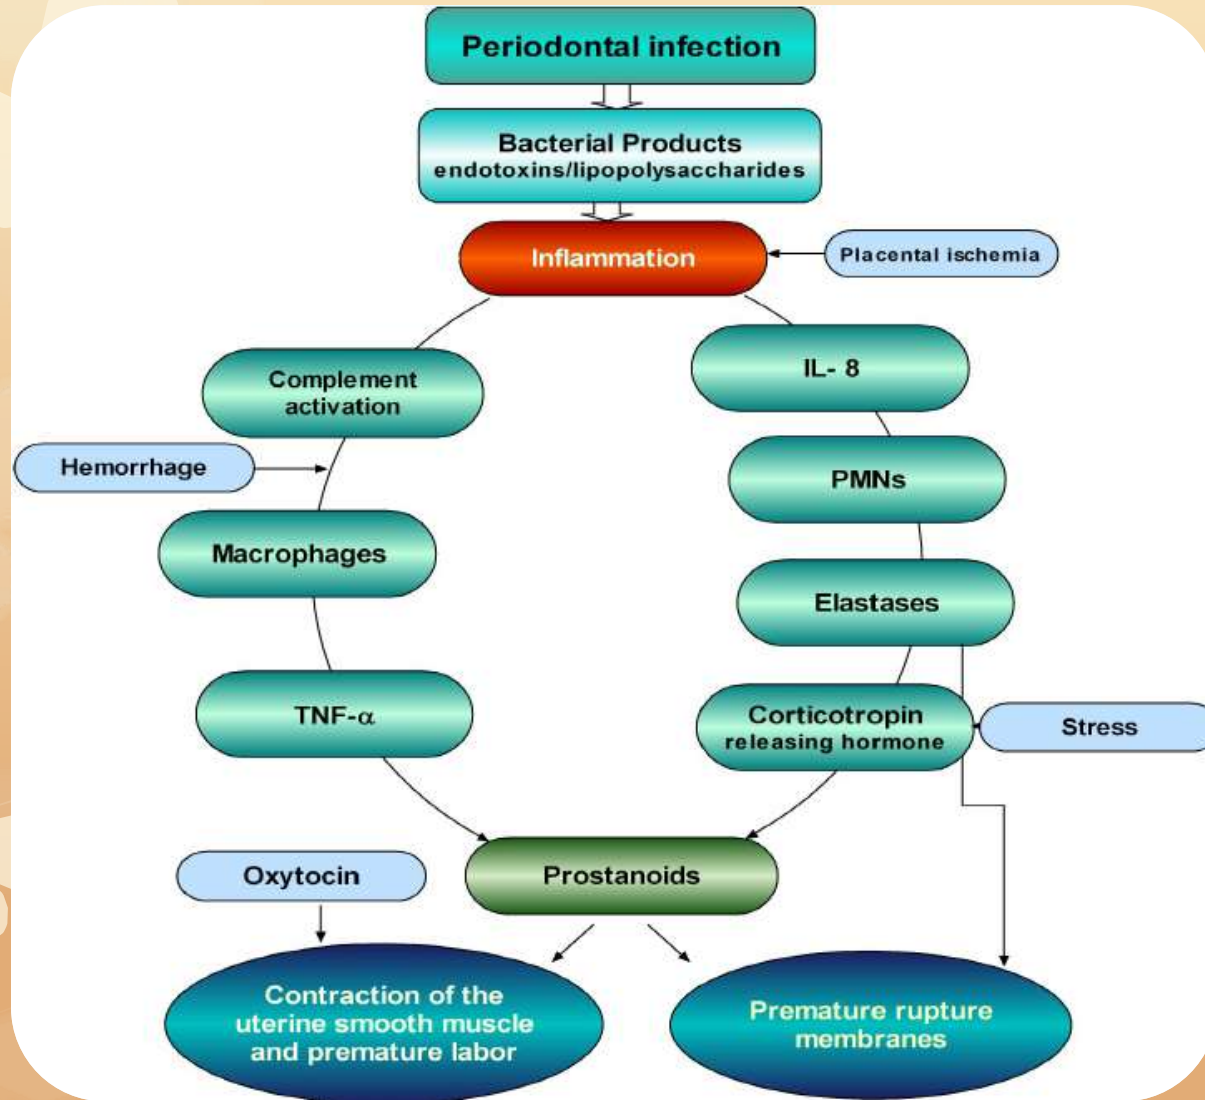 Periodontal infection
Bacterial Products
endotoxins/lipopolysaccharides
Inflammation
Placental ischemia
Complement
activation
IL- 8
Hemorrhage
PMNs
Macrophages
Elastases
TNF-α
Corticotropin
releasing hormone
Stress
Oxytocin
Prostanoids
Contraction of the
uterine smooth muscle
and premature labor
Premature rupture
membranes